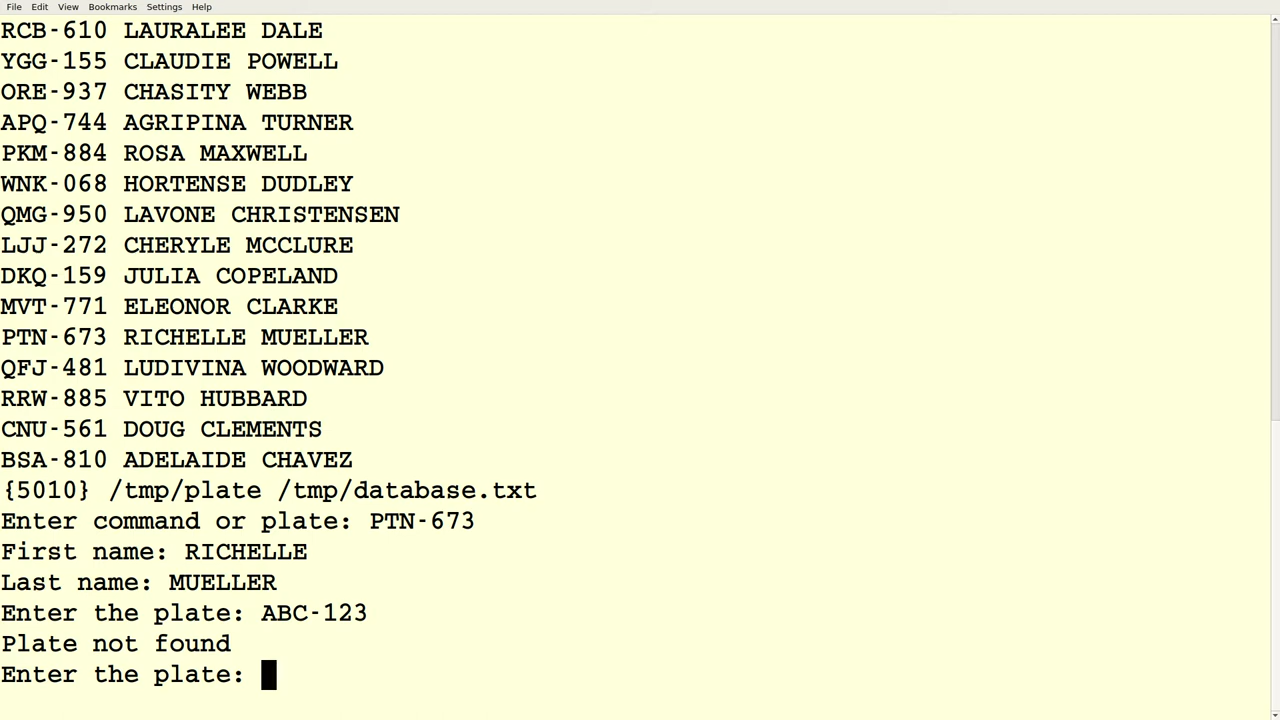 File Edit View Bookmarks Settings Help
RCB-610 LAURALEE DALE
YGG-155 CLAUDIE POWELL
ORE-937 CHASITY WEBB
APQ-744 AGRIPINA TURNER
PKM-884 ROSA MAXWELL
WNK-068 HORTENSE DUDLEY
QMG-950 LAVONE CHRISTENSEN
LJJ-272 CHERYLE MCCLURE
DKQ-159 JULIA COPELAND
MVT-771 ELEONOR CLARKE
PTN-673 RICHELLE MUELLER
QFJ-481 LUDIVINA WOODWARD
RRW-885 VITO HUBBARD
CNU-561 DOUG CLEMENTS
BSA-810 ADELAIDE CHAVEZ
{5010} /tmp/plate /tmp/database.txt
Enter command or plate: PTN-673
First name: RICHELLE
Last name: MUELLER
Enter the plate: ABC-123
Plate not found
Enter the plate: